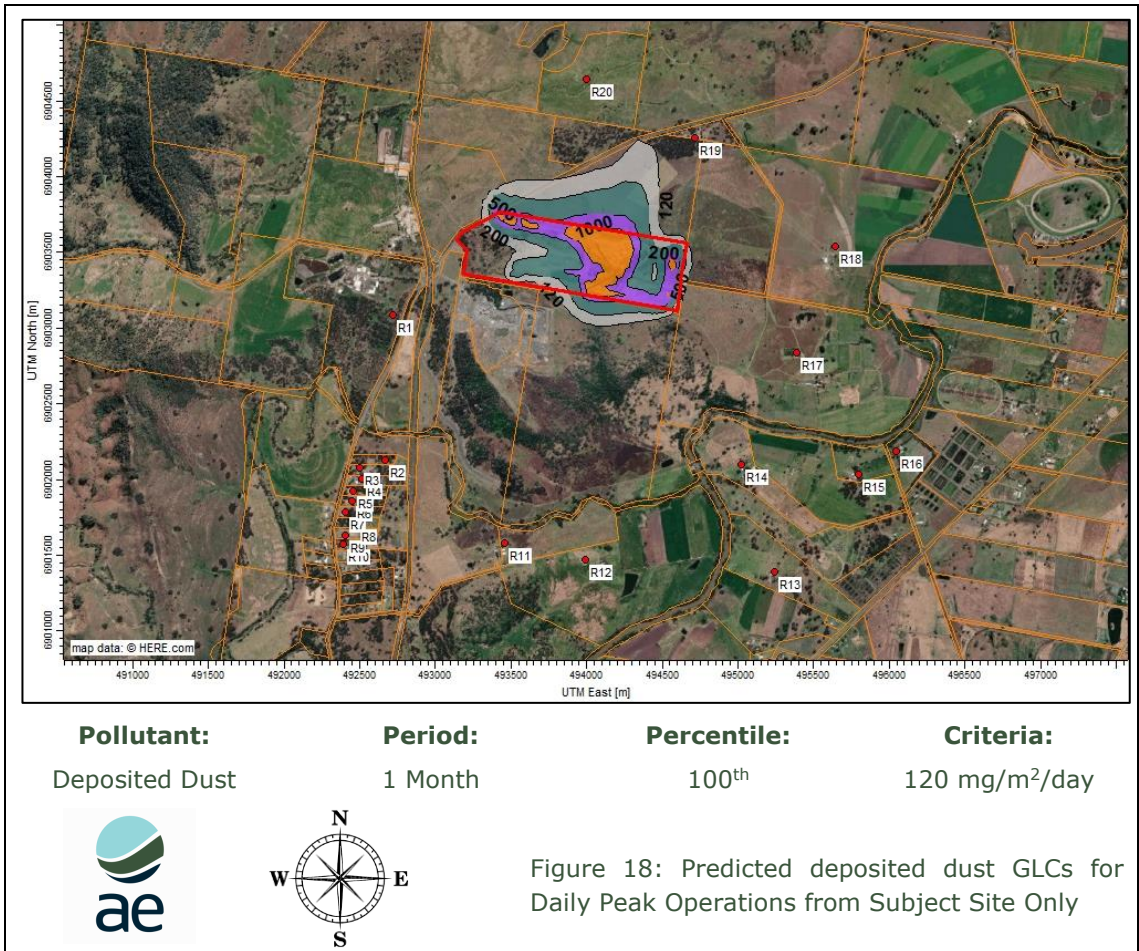 UTM North [m]
6904500
6904000
6903500
6903000
6902500
6902000
6901500
6901000
R20
R19
120
500
1000
200
200
R18
120
500
R1
R17
R2
R14
R16
R3
R15
R4
R5
R6
R7
R8
R11
R9
R10
R12
R13
map data: © HERE.com
491000 491500 492000 492500 493000 493500 494000 494500 495000 495500 496000 496500 497000
UTM East [m]
Pollutant: Period: Percentile: Criteria:
Deposited Dust 1 Month 100th 120 mg/m²/day
N
W E
S
ae
Figure 18: Predicted deposited dust GLCs for
Daily Peak Operations from Subject Site Only